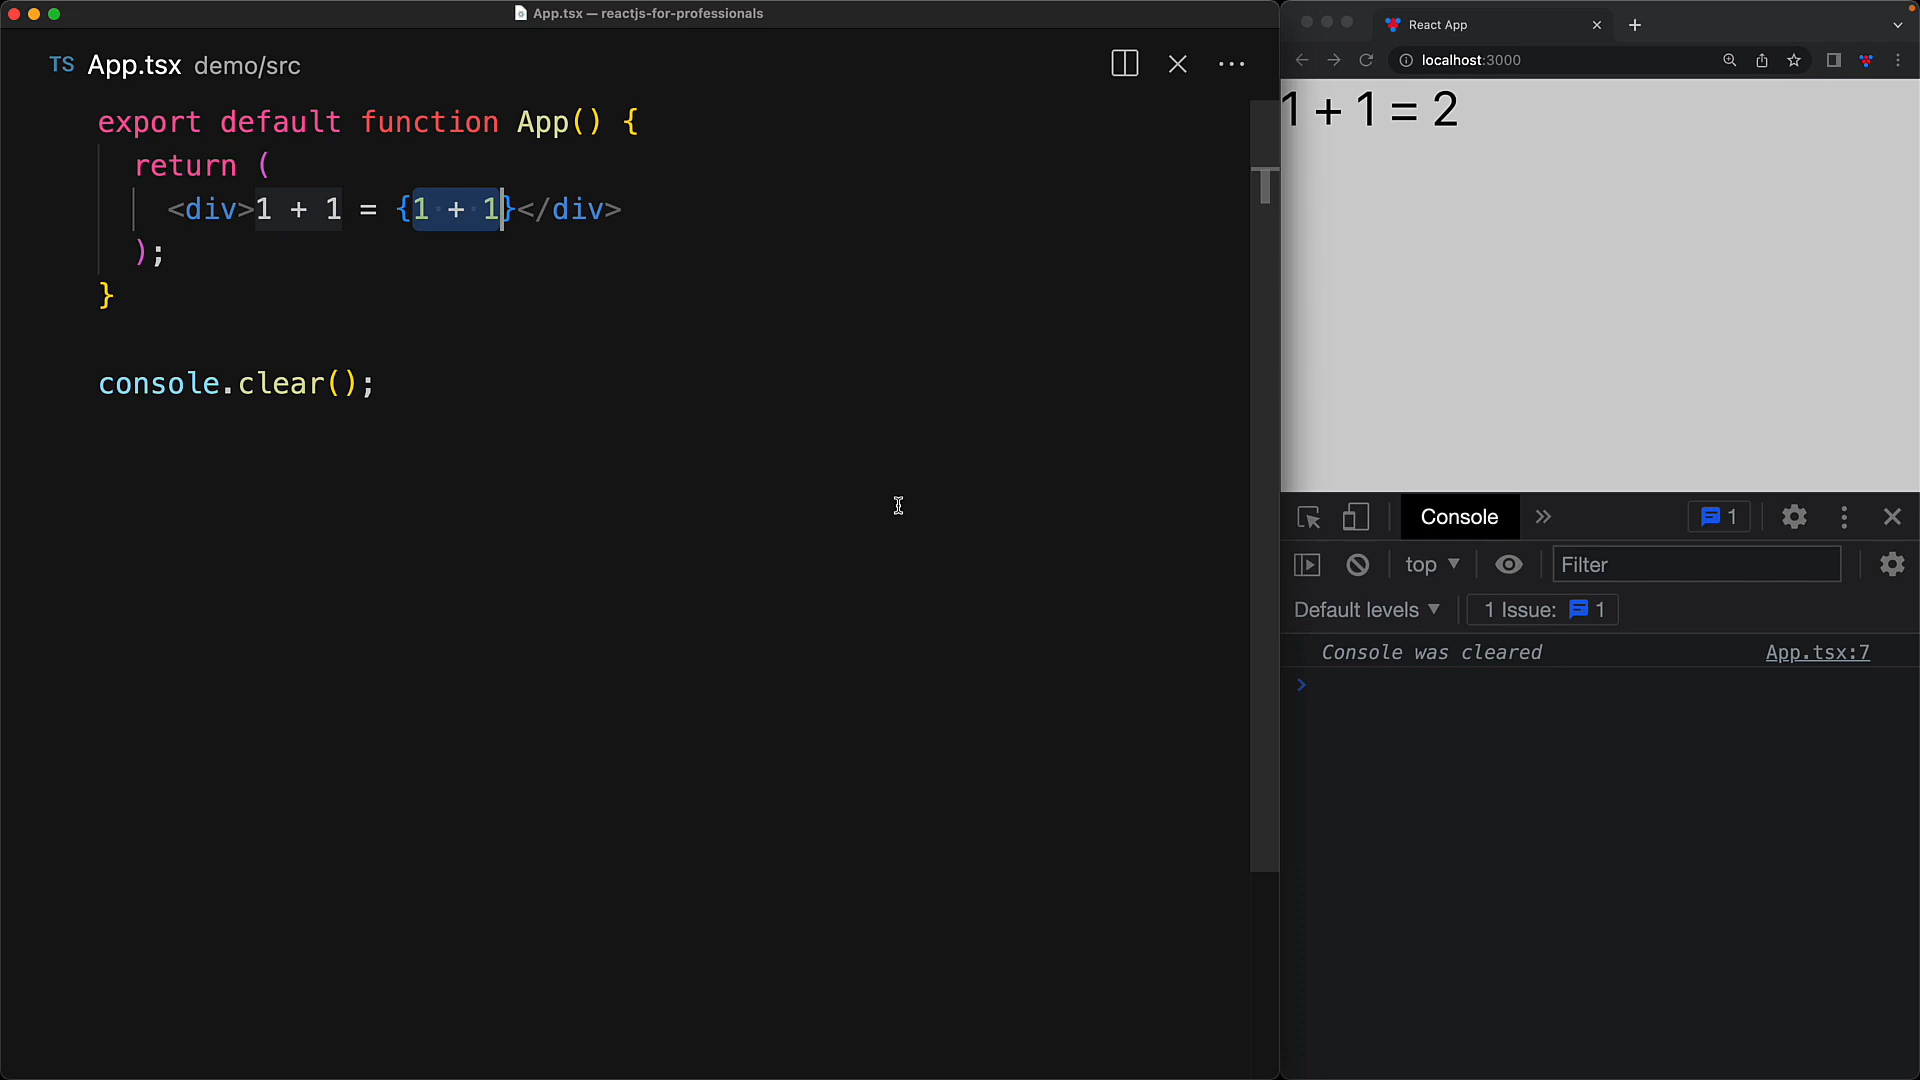 App.tsx — reactjs-for-professionals
TS App.tsx demo/src
export default function App() {
return (
<div>1 + 1 = {1 + 1}</div>
);
}
console.clear();
React App
localhost:3000
1 + 1 = 2
Console
1
top
Filter
Default levels
1 Issue: 1
Console was cleared
App.tsx:7